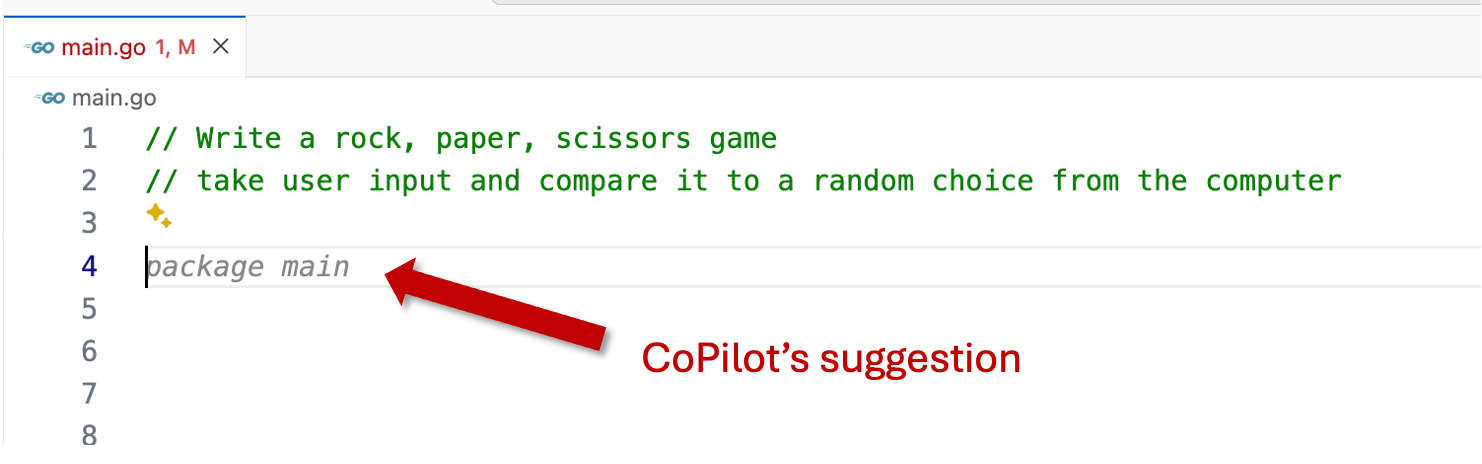 GO main.go 1, M
GO main.go
1 // Write a rock, paper, scissors game
2 // take user input and compare it to a random choice from the computer
3
4 package main
5
6
CoPilot’s suggestion
7
8